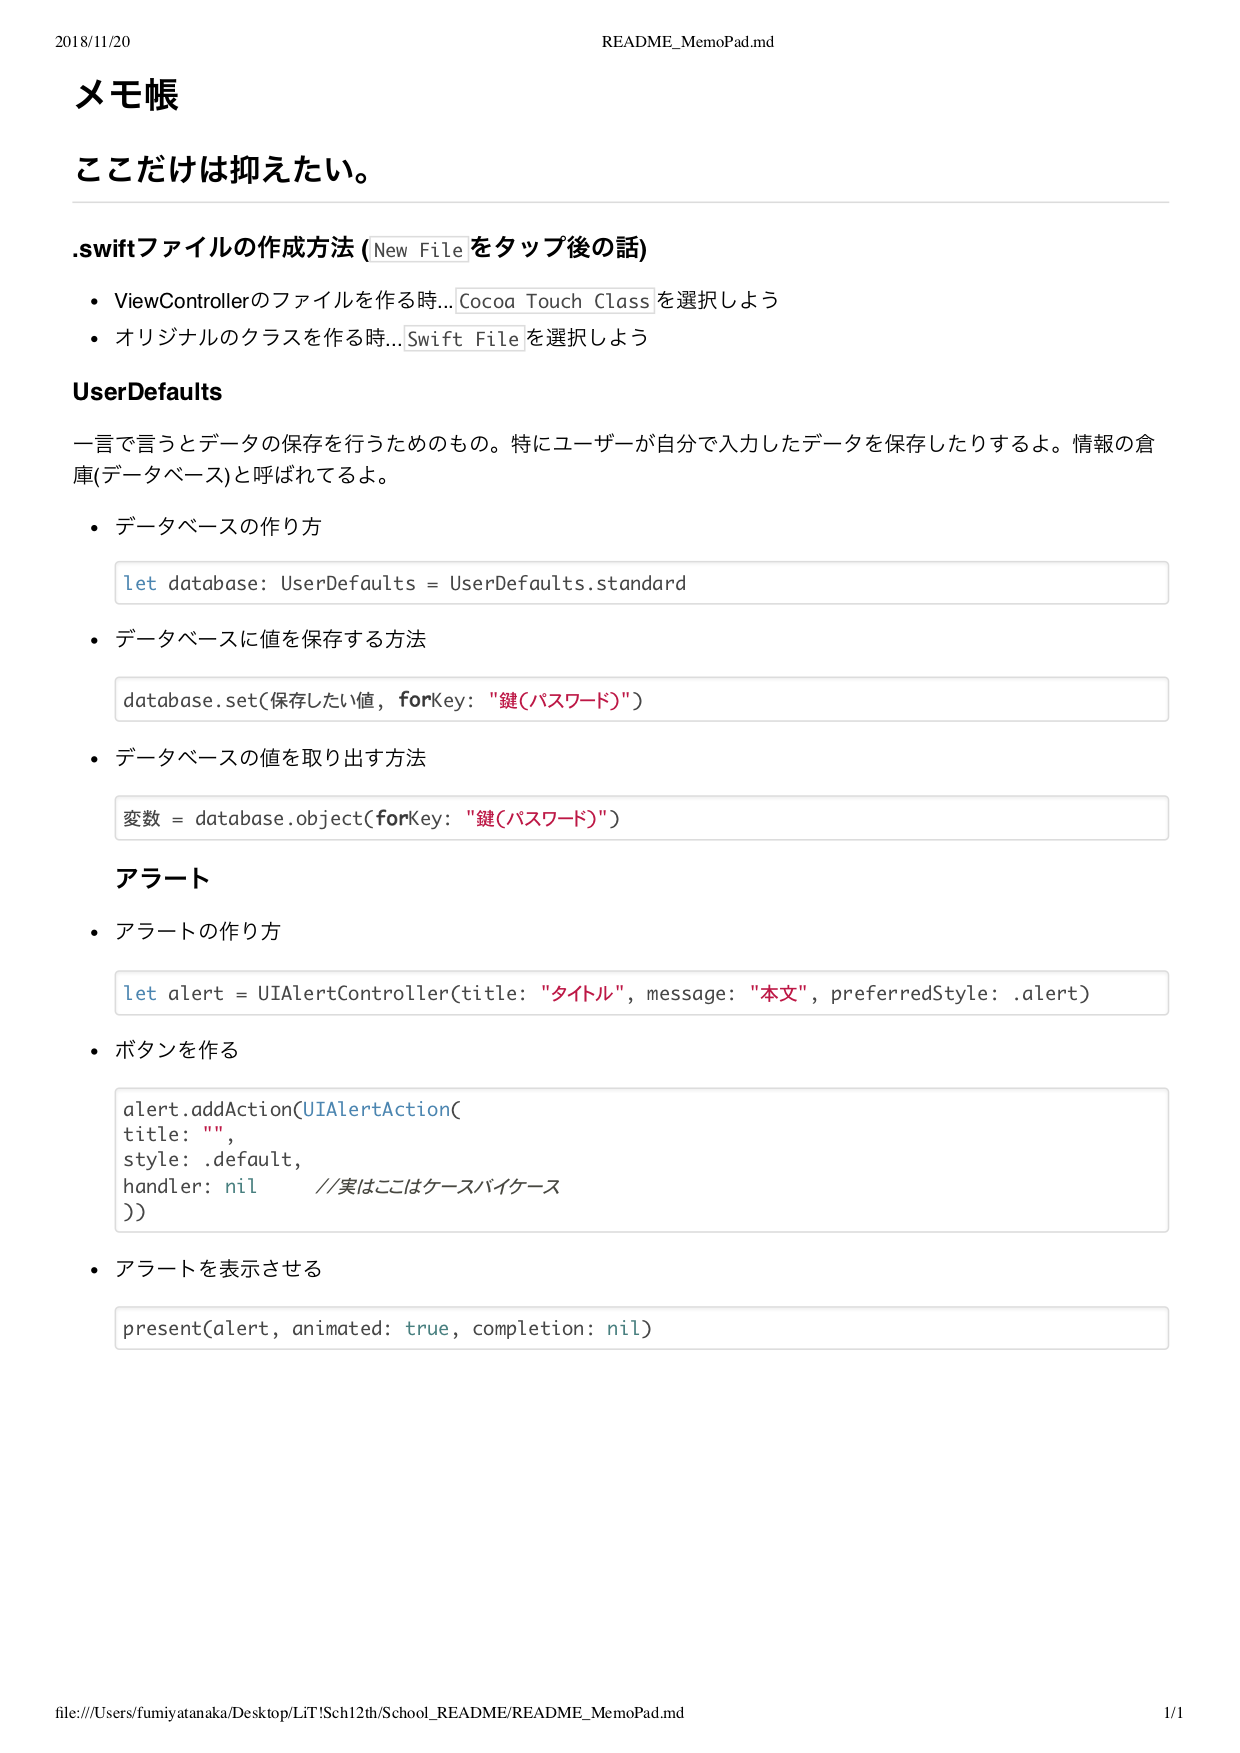 2018/11/20 README_MemoPad.md
メモ帳
ここだけは抑えたい。
.swiftファイルの作成方法 (New Fileをタップ後の話)
• ViewControllerのファイルを作る時...Cocoa Touch Classを選択しよう
• オリジナルのクラスを作る時...Swift Fileを選択しよう
UserDefaults
一言で言うとデータの保存を行うためのもの。特にユーザーが自分で入力したデータを保存したりするよ。情報の倉
庫(データベース)と呼ばれてるよ。
• データベースの作り方
let database: UserDefaults = UserDefaults.standard
• データベースに値を保存する方法
database.set(保存したい値, forKey: "鍵(パスワード)")
• データベースの値を取り出す方法
変数 = database.object(forKey: "鍵(パスワード)")
アラート
• アラートの作り方
let alert = UIAlertController(title: "タイトル", message: "本文", preferredStyle: .alert)
• ボタンを作る
alert.addAction(UIAlertAction(
title: "",
style: .default,
handler: nil     //実はここはケースバイケース
))
• アラートを表示させる
present(alert, animated: true, completion: nil)
file:///Users/fumiyatanaka/Desktop/LiT!Sch12th/School_README/README_MemoPad.md 1/1